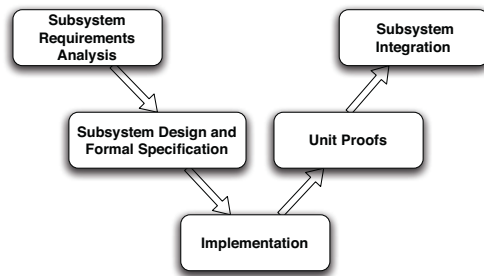 Subsystem
Requirements
Analysis
Subsystem
Integration
Subsystem Design and
Formal Specification
Unit Proofs
Implementation